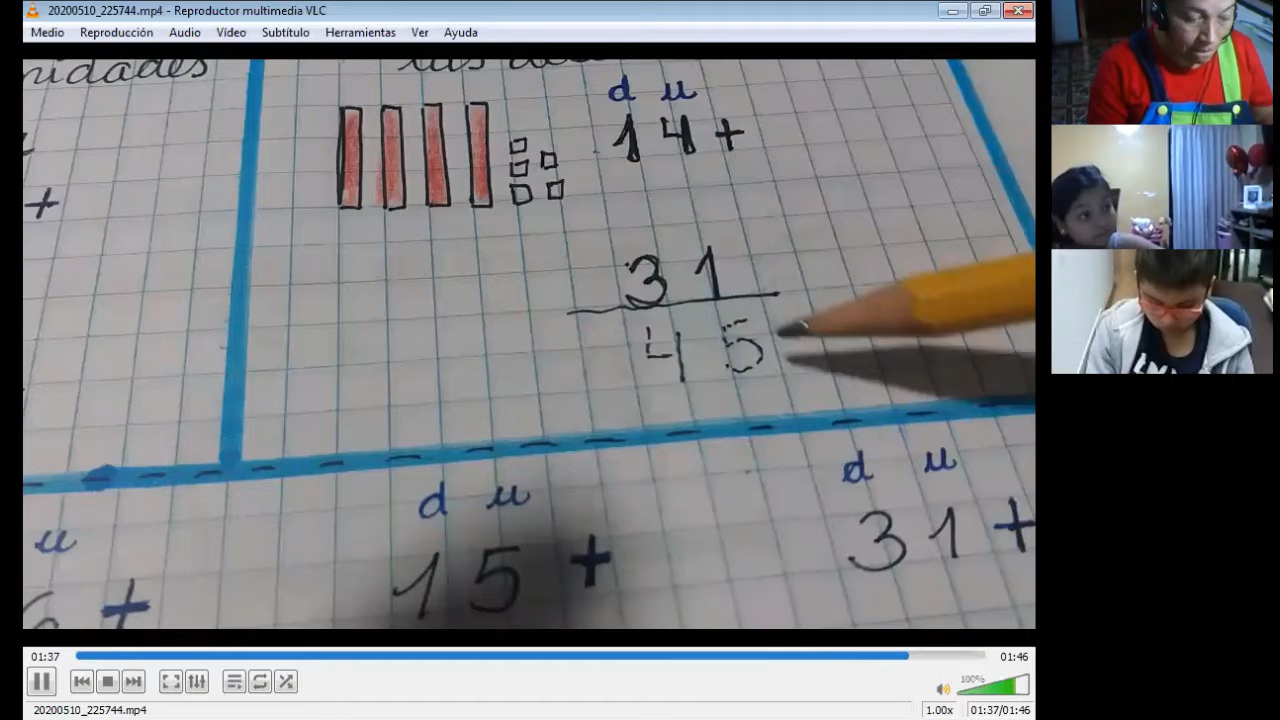 20200510_225744.mp4 - Reproductor multimedia VLC
Medio Reproducción Audio Vídeo Subtítulo Herramientas Ver Ayuda
nidades
d u
14+
+
31
45
d u
d u
u
15 +
31+
+
01:37
01:46
100%
20200510_225744.mp4
1.00x
01:37/01:46